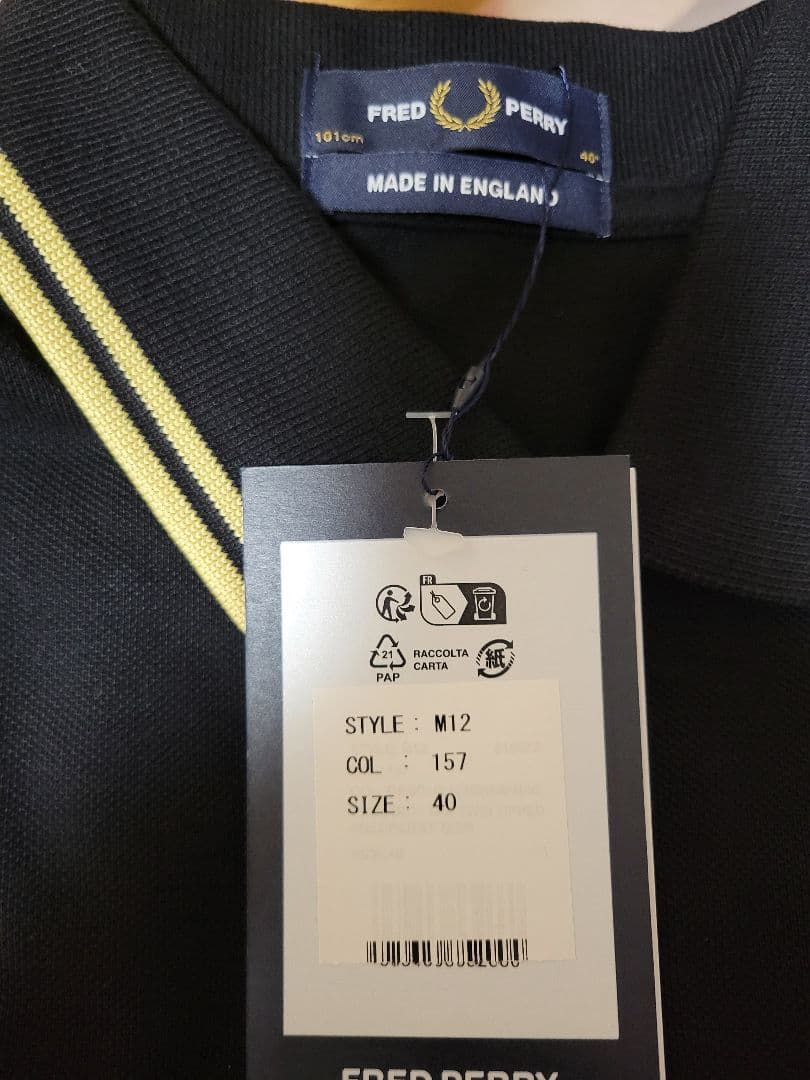 FRED PERRY
101cm 40"
MADE IN ENGLAND
FR
21
PAP
RACCOLTA
CARTA
紙
STYLE : M12
COL : 157
SIZE : 40
FRED PERRY